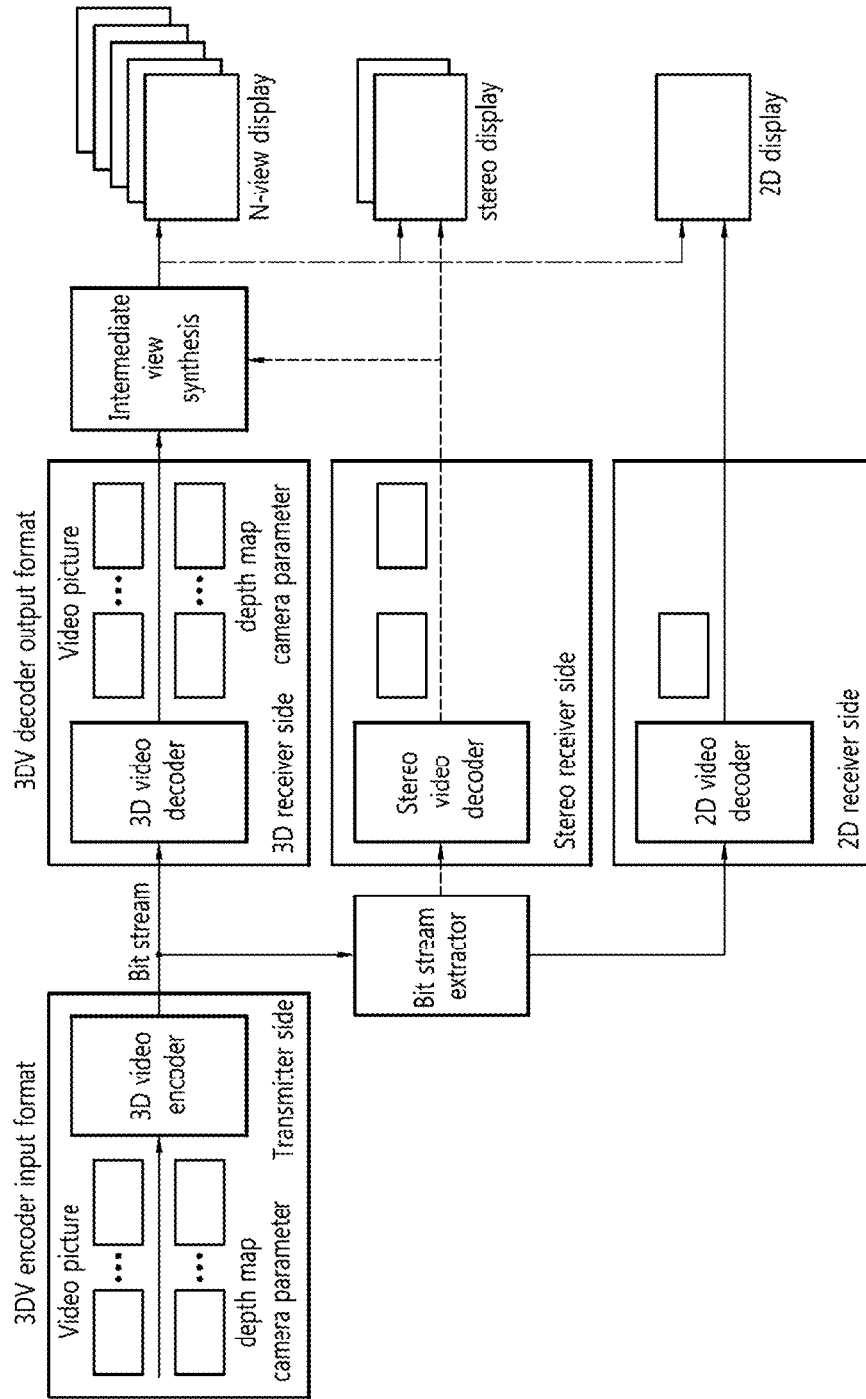 3DV encoder input format
Video picture
...
...
depth map
camera parameter
3D video
encoder
Transmitter side
Bit stream
Bit stream
extractor
3DV decoder output format
3D video
decoder
Video picture
...
...
depth map
camera parameter
3D receiver side
Stereo
video
decoder
Stereo receiver side
2D video
decoder
2D receiver side
Intermediate
view
synthesis
N-view display
stereo display
2D display